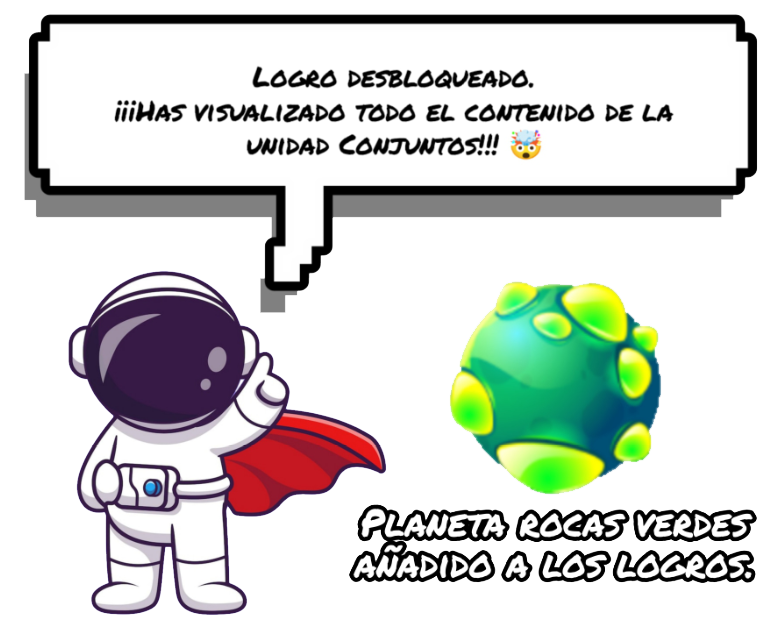 Logro desbloqueado.
¡¡¡Has visualizado todo el contenido de la
unidad Conjuntos!!! 🤯
Planeta rocas verdes
añadido a los logros.